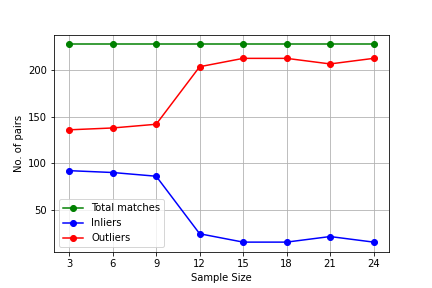 200
150
100
50
No. of pairs
Total matches
Inliers
Outliers
3 6 9 12 15 18 21 24
Sample Size